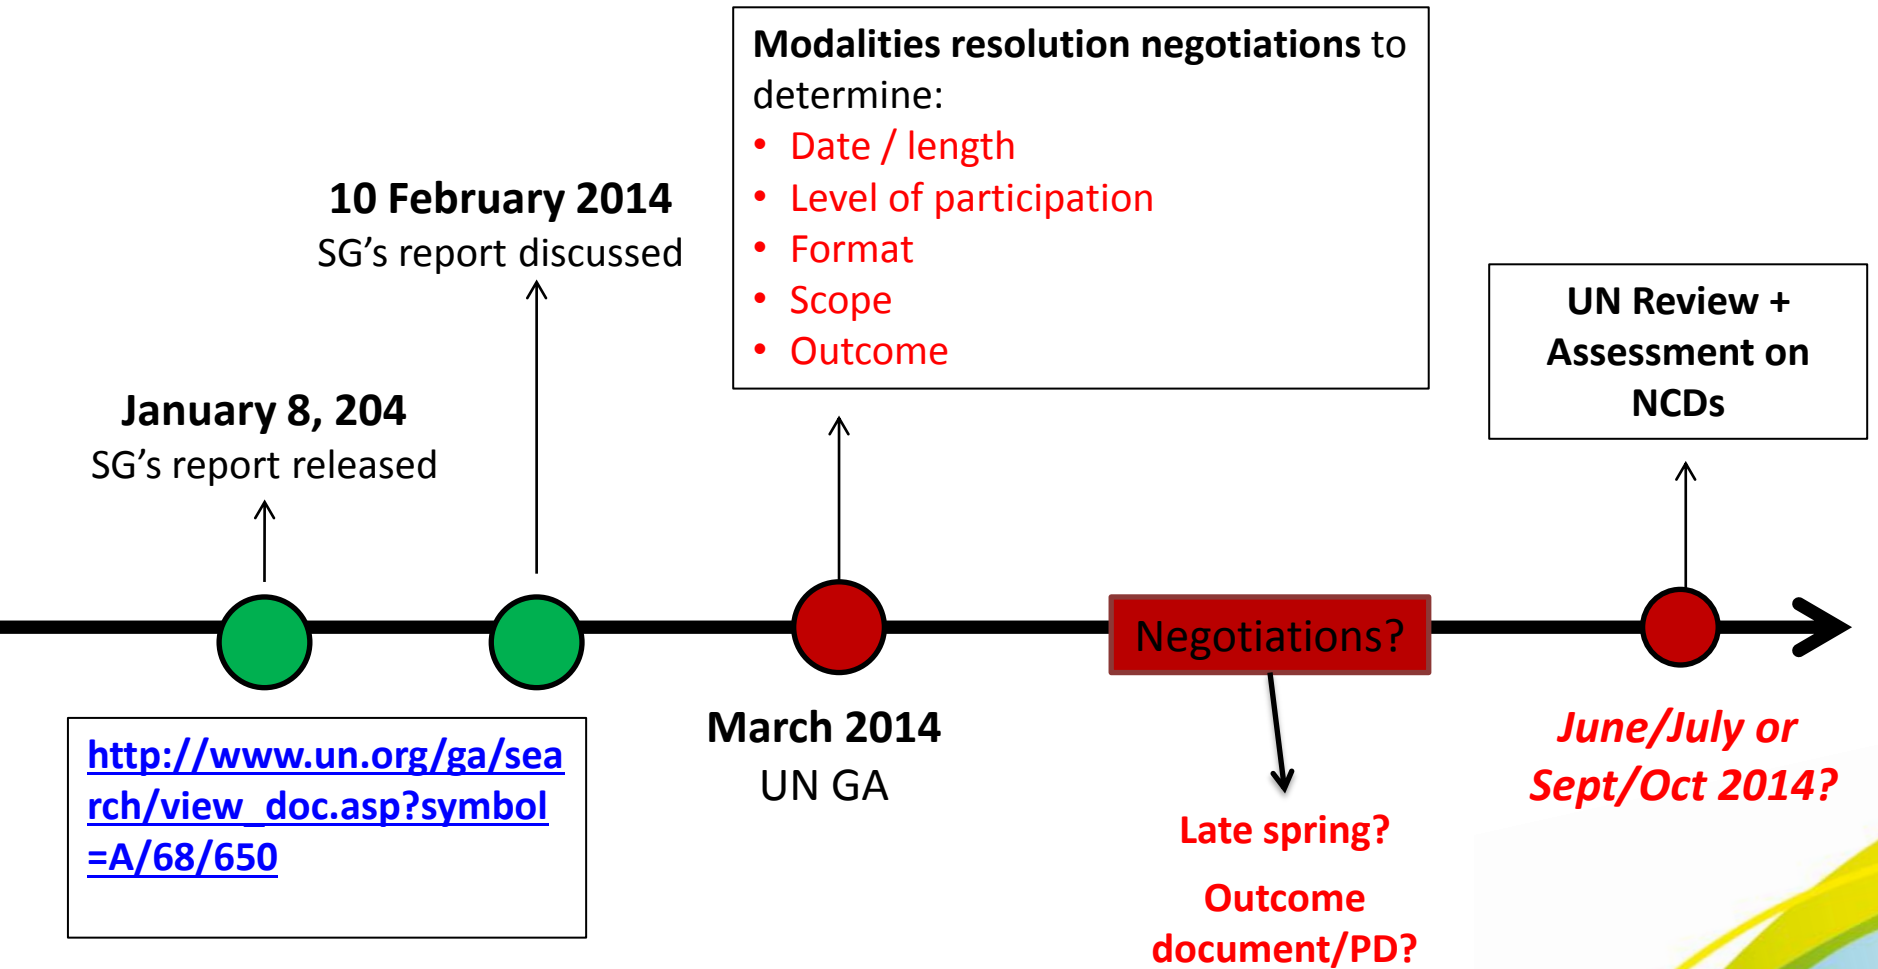 Modalities resolution negotiations to
determine:
• Date / length
• Level of participation
• Format
• Scope
• Outcome
10 February 2014
SG’s report discussed
January 8, 204
SG’s report released
UN Review +
Assessment on
NCDs
Negotiations?
http://www.un.org/ga/sea
rch/view_doc.asp?symbol
=A/68/650
March 2014
UN GA
Late spring?
Outcome
document/PD?
June/July or
Sept/Oct 2014?